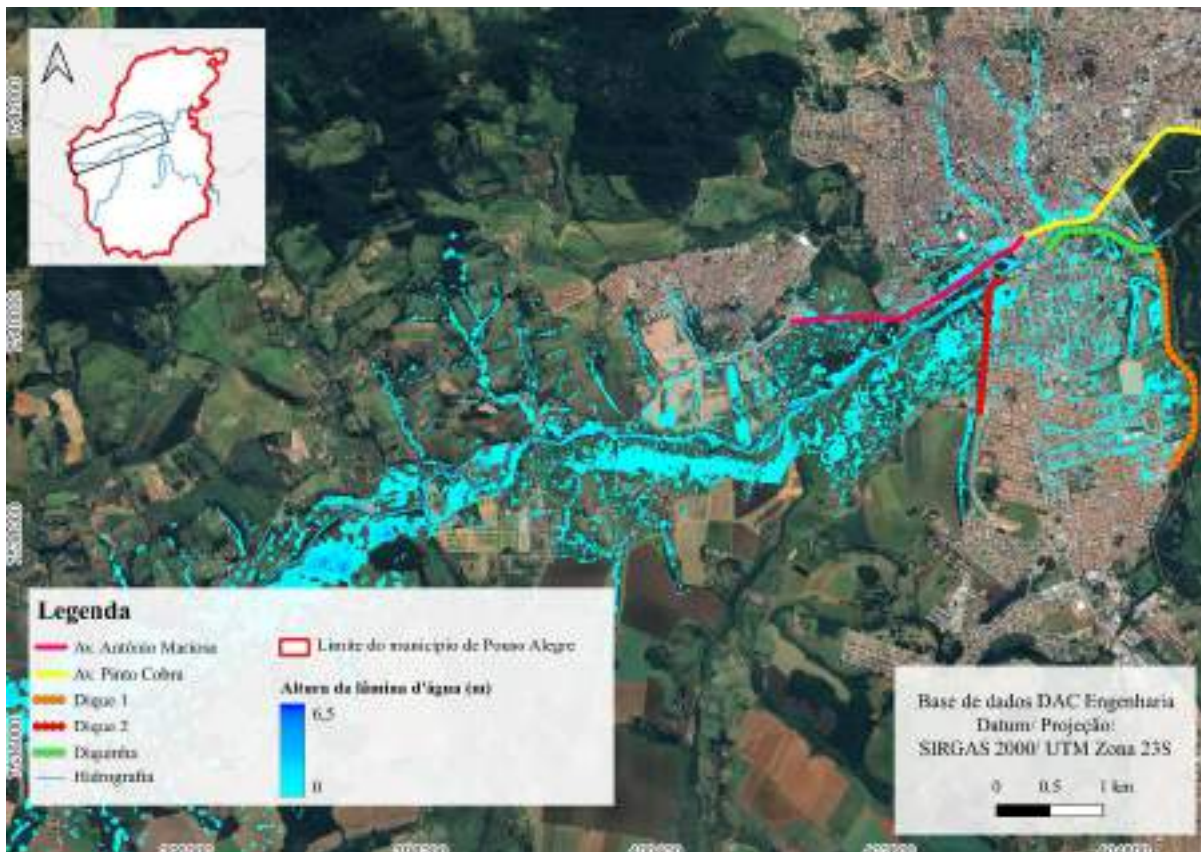 Legenda
Av. Antônio Mariosa
Av. Pinto Cobra
Dique 1
Dique 2
Diquinho
Hidrografia
Limite do município de Pouso Alegre
Altura da lâmina d'água (m)
6,5
0
Base de dados DAC Engenharia
Datum/ Projeção:
SIRGAS 2000/ UTM Zona 23S
0 0.5 1 km